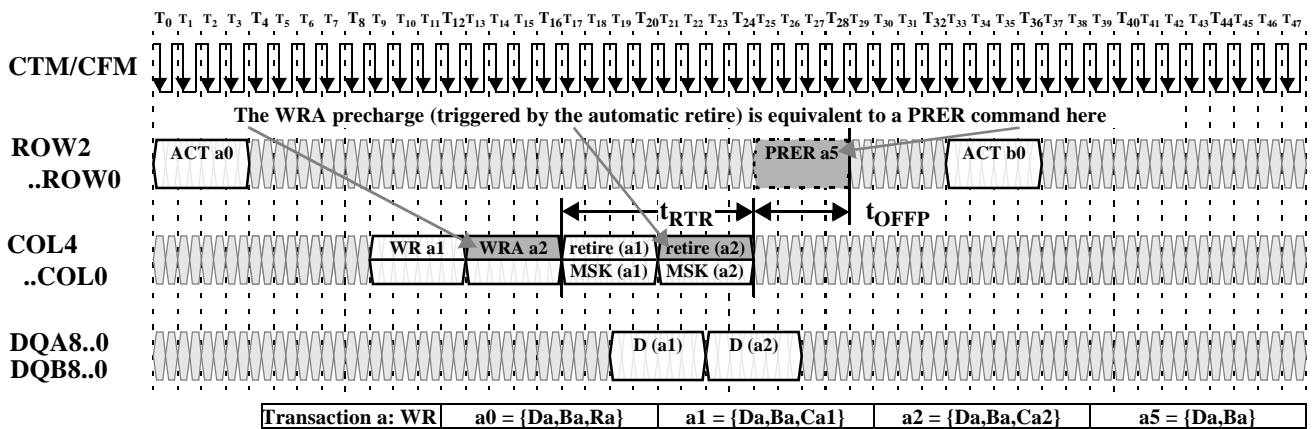 T0 T1 T2 T3 T4 T5 T6 T7 T8 T9 T10 T11 T12 T13 T14 T15 T16 T17 T18 T19 T20 T21 T22 T23 T24 T25 T26 T27 T28 T29 T30 T31 T32 T33 T34 T35 T36 T37 T38 T39 T40 T41 T42 T43 T44 T45 T46 T47
CTM/CFM
The WRA precharge (triggered by the automatic retire) is equivalent to a PRER command here
ROW2
..ROW0
ACT a0 PRER a5 ACT b0
tRTR tOFFP
COL4
..COL0
WR a1 WRA a2 retire (a1) retire (a2)
MSK (a1) MSK (a2)
DQA8..0
DQB8..0
D (a1) D (a2)
Transaction a: WR a0 = {Da,Ba,Ra} a1 = {Da,Ba,Ca1} a2 = {Da,Ba,Ca2} a5 = {Da,Ba}